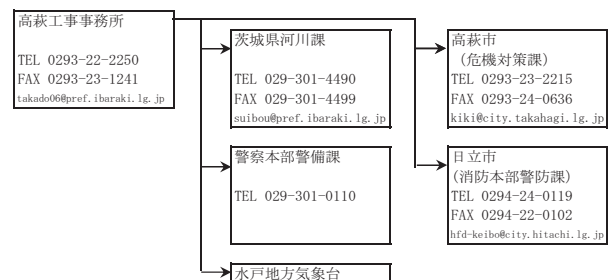 高萩工事事務所
TEL 0293-22-2250
FAX 0293-23-1241
takado06@pref.ibaraki.lg.jp
茨城県河川課
TEL 029-301-4490
FAX 029-301-4499
suibou@pref.ibaraki.lg.jp
警察本部警備課
TEL 029-301-0110
水戸地方気象台
高萩市
（危機対策課）
TEL 0293-23-2215
FAX 0293-24-0636
kiki@city.takahagi.lg.jp
日立市
(消防本部警防課)
TEL 0294-24-0119
FAX 0294-22-0102
hfd-keibo@city.hitachi.lg.jp